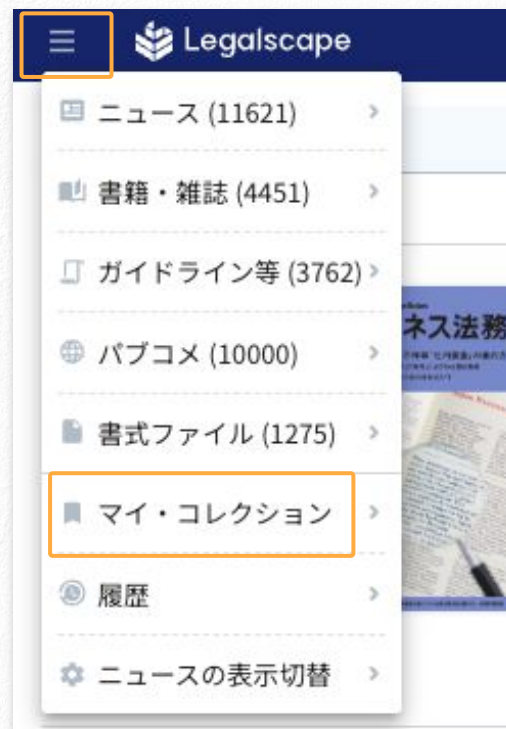 Legalscape
ニュース (11621)
書籍・雑誌 (4451)
ガイドライン等 (3762)
パブコメ (10000)
書式ファイル (1275)
マイ・コレクション
履歴
ニュースの表示切替
ネス法務